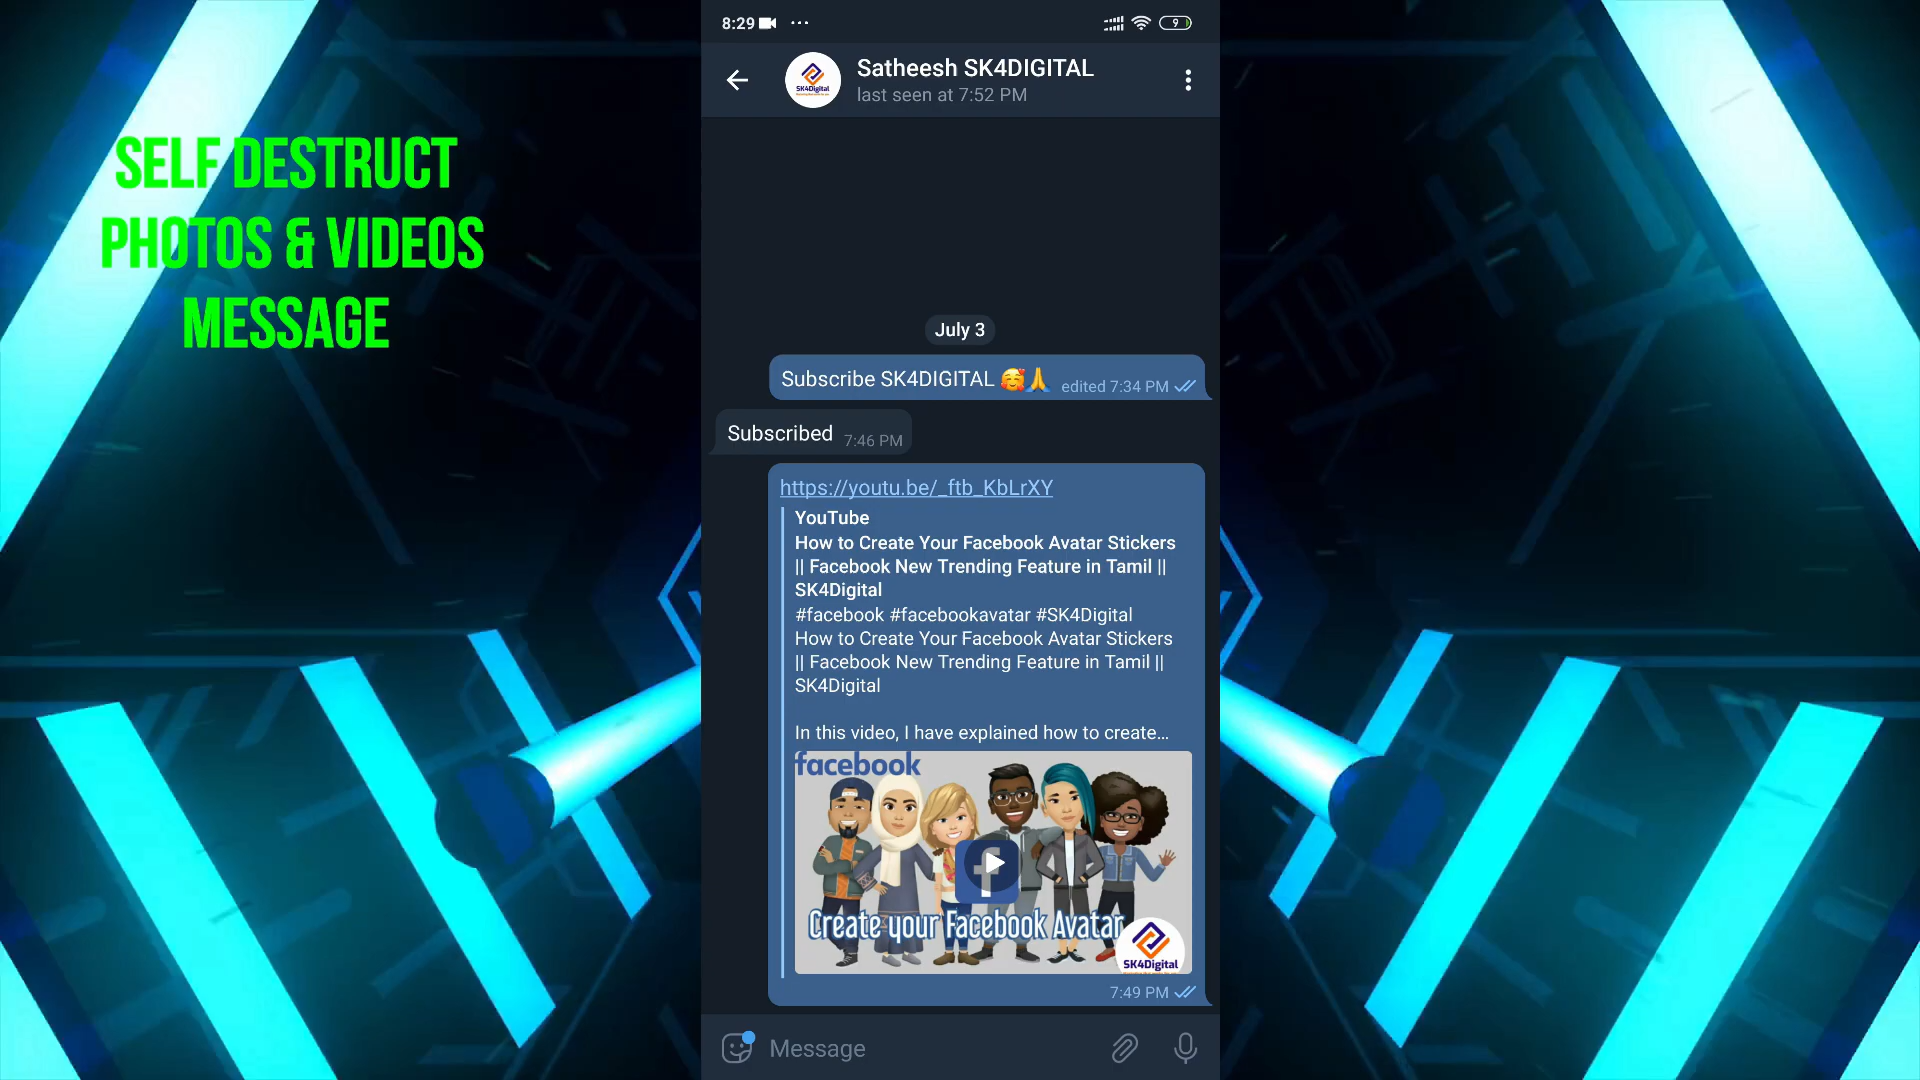 SELF DESTRUCT
PHOTOS & VIDEOS
MESSAGE
8:29
9
SK4Digital
Satheesh SK4DIGITAL
last seen at 7:52 PM
July 3
Subscribe SK4DIGITAL 🥰🙏 edited 7:34 PM
Subscribed 7:46 PM
https://youtu.be/_ftb_KbLrXY
YouTube
How to Create Your Facebook Avatar Stickers
|| Facebook New Trending Feature in Tamil ||
SK4Digital
#facebook #facebookavatar #SK4Digital
How to Create Your Facebook Avatar Stickers
|| Facebook New Trending Feature in Tamil ||
SK4Digital
In this video, I have explained how to create...
facebook
f
Create your Facebook Avatar
SK4Digital
7:49 PM
Message